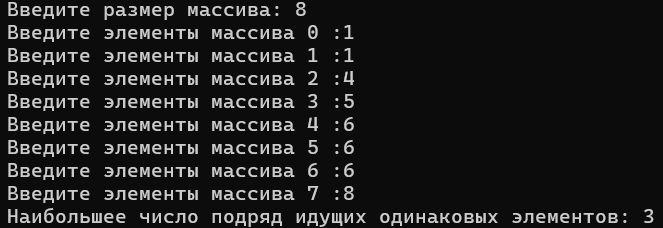 Введите размер массива: 8
Введите элементы массива 0 :1
Введите элементы массива 1 :1
Введите элементы массива 2 :4
Введите элементы массива 3 :5
Введите элементы массива 4 :6
Введите элементы массива 5 :6
Введите элементы массива 6 :6
Введите элементы массива 7 :8
Наибольшее число подряд идущих одинаковых элементов: 3